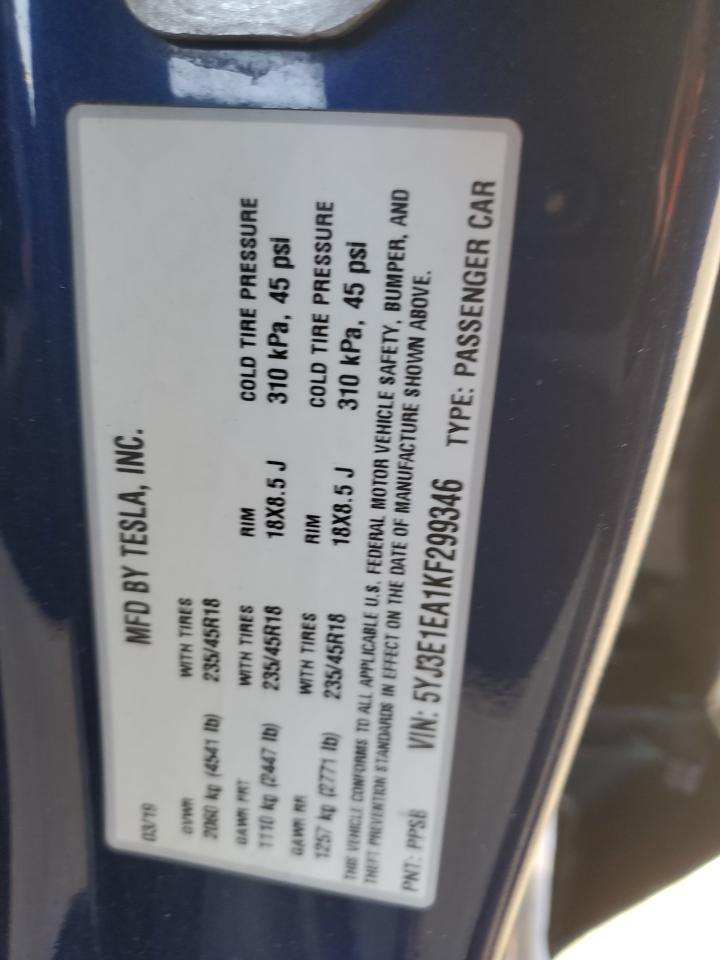 MFD BY TESLA, INC.
03/19
GVWR WITH TIRES
2060 kg (4541 lb) 235/45R18
GAWR FRT WITH TIRES RIM COLD TIRE PRESSURE
1110 kg (2447 lb) 235/45R18 18X8.5 J 310 kPa, 45 psi
GAWR RR WITH TIRES RIM COLD TIRE PRESSURE
1257 kg (2771 lb) 235/45R18 18X8.5 J 310 kPa, 45 psi
THIS VEHICLE CONFORMS TO ALL APPLICABLE U.S. FEDERAL MOTOR VEHICLE SAFETY, BUMPER, AND
THEFT PREVENTION STANDARDS IN EFFECT ON THE DATE OF MANUFACTURE SHOWN ABOVE.
PNT: PPSB VIN: 5YJ3E1EA1KF299346 TYPE: PASSENGER CAR